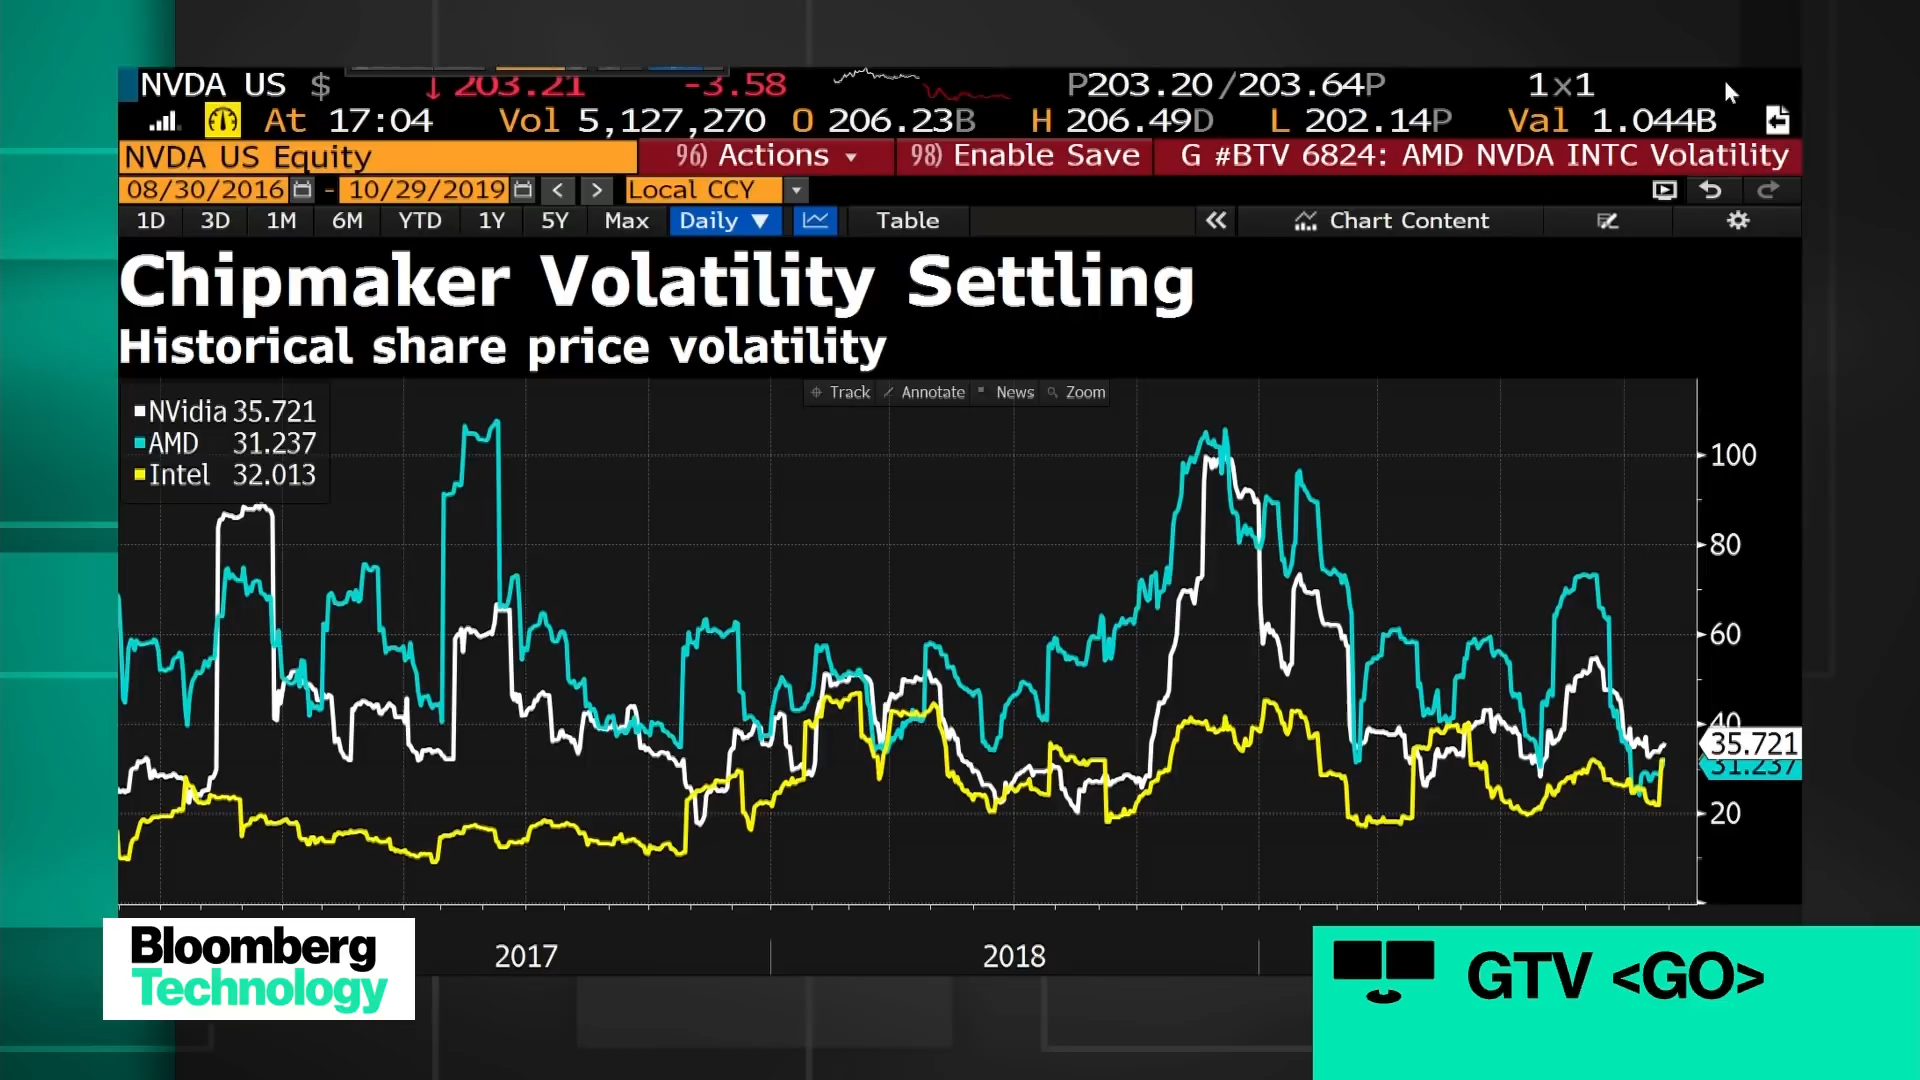 NVDA US $ ↓ 203.21 -3.58 P203.20/203.64P 1x1
At 17:04 Vol 5,127,270 O 206.23B H 206.49D L 202.14P Val 1.044B
NVDA US Equity 96) Actions 98) Enable Save G #BTV 6824: AMD NVDA INTC Volatility
08/30/2016 - 10/29/2019 < > Local CCY
1D 3D 1M 6M YTD 1Y 5Y Max Daily ▼ Table « Chart Content
Chipmaker Volatility Settling
Historical share price volatility
Track Annotate News Zoom
NVidia 35.721
AMD 31.237
Intel 32.013
100
80
60
40
35.721
31.237
20
2017 2018
Bloomberg
Technology
GTV <GO>